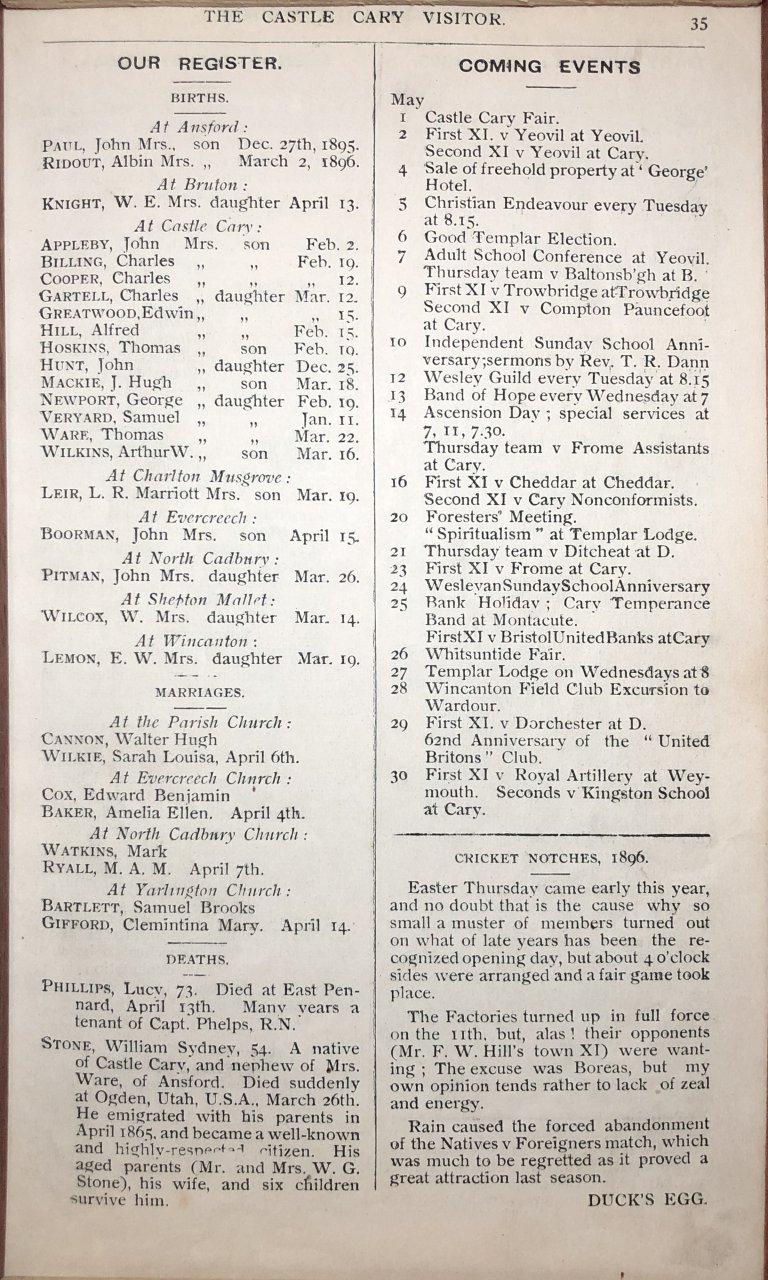 THE CASTLE CARY VISITOR.
35
OUR REGISTER.
BIRTHS.
At Ansford:
PAUL, John Mrs., son Dec. 27th, 1895.
RIDOUT, Albin Mrs. ,, March 2, 1896.
At Bruton:
KNIGHT, W. E. Mrs. daughter April 13.
At Castle Cary:
APPLEBY, John Mrs. son Feb. 2.
BILLING, Charles ,, ,, Feb. 19.
COOPER, Charles ,, ,, ,, 12.
GARTELL, Charles ,, daughter Mar. 12.
GREATWOOD, Edwin ,, ,, ,, 15.
HILL, Alfred ,, ,, Feb. 15.
HOSKINS, Thomas ,, son Feb. 19.
HUNT, John ,, daughter Dec. 25.
MACKIE, J. Hugh ,, son Mar. 18.
NEWPORT, George ,, daughter Feb. 19.
VERYARD, Samuel ,, ,, Jan. 11.
WARE, Thomas ,, ,, Mar. 22.
WILKINS, Arthur W. ,, son Mar. 16.
At Charlton Musgrove:
LEIR, L. R. Marriott Mrs. son Mar. 19.
At Evercreech:
BOORMAN, John Mrs. son April 15.
At North Cadbury:
PITMAN, John Mrs. daughter Mar. 26.
At Shepton Mallet:
WILCOX, W. Mrs. daughter Mar. 14.
At Wincanton:
LEMON, E. W. Mrs. daughter Mar. 19.
MARRIAGES.
At the Parish Church:
CANNON, Walter Hugh
WILKIE, Sarah Louisa, April 6th.
At Evercreech Church:
COX, Edward Benjamin
BAKER, Amelia Ellen. April 4th.
At North Cadbury Church:
WATKINS, Mark
RYALL, M. A. M. April 7th.
At Yarlington Church:
BARTLETT, Samuel Brooks
GIFFORD, Clemintina Mary. April 14.
DEATHS.
PHILLIPS, Lucy, 73. Died at East Pen-
nard, April 13th. Many years a
tenant of Capt. Phelps, R.N.
STONE, William Sydney, 54. A native
of Castle Cary, and nephew of Mrs.
Ware, of Ansford. Died suddenly
at Ogden, Utah, U.S.A., March 26th.
He emigrated with his parents in
April 1865, and became a well-known
and highly-respected citizen. His
aged parents (Mr. and Mrs. W. G.
Stone), his wife, and six children
survive him.
COMING EVENTS
May
1 Castle Cary Fair.
2 First XI. v Yeovil at Yeovil.
Second XI v Yeovil at Cary.
4 Sale of freehold property at ' George'
Hotel.
5 Christian Endeavour every Tuesday
at 8.15.
6 Good Templar Election.
7 Adult School Conference at Yeovil.
Thursday team v Baltonsb'gh at B.
9 First XI v Trowbridge at Trowbridge
Second XI v Compton Pauncefoot
at Cary.
10 Independent Sunday School Anni-
versary; sermons by Rev. T. R. Dann
12 Wesley Guild every Tuesday at 8.15
13 Band of Hope every Wednesday at 7
14 Ascension Day ; special services at
7, 11, 7.30.
Thursday team v Frome Assistants
at Cary.
16 First XI v Cheddar at Cheddar.
Second XI v Cary Nonconformists.
20 Foresters' Meeting.
" Spiritualism " at Templar Lodge.
21 Thursday team v Ditcheat at D.
23 First XI v Frome at Cary.
24 Wesleyan Sunday School Anniversary
25 Bank Holiday ; Cary Temperance
Band at Montacute.
First XI v Bristol United Banks at Cary
26 Whitsuntide Fair.
27 Templar Lodge on Wednesdays at 8
28 Wincanton Field Club Excursion to
Wardour.
29 First XI. v Dorchester at D.
62nd Anniversary of the " United
Britons " Club.
30 First XI v Royal Artillery at Wey-
mouth. Seconds v Kingston School
at Cary.
CRICKET NOTCHES, 1896.
Easter Thursday came early this year,
and no doubt that is the cause why so
small a muster of members turned out
on what of late years has been the re-
cognized opening day, but about 4 o'clock
sides were arranged and a fair game took
place.
The Factories turned up in full force
on the 11th, but, alas ! their opponents
(Mr. F. W. Hill's town XI) were want-
ing ; The excuse was Boreas, but my
own opinion tends rather to lack of zeal
and energy.
Rain caused the forced abandonment
of the Natives v Foreigners match, which
was much to be regretted as it proved a
great attraction last season.
DUCK'S EGG.